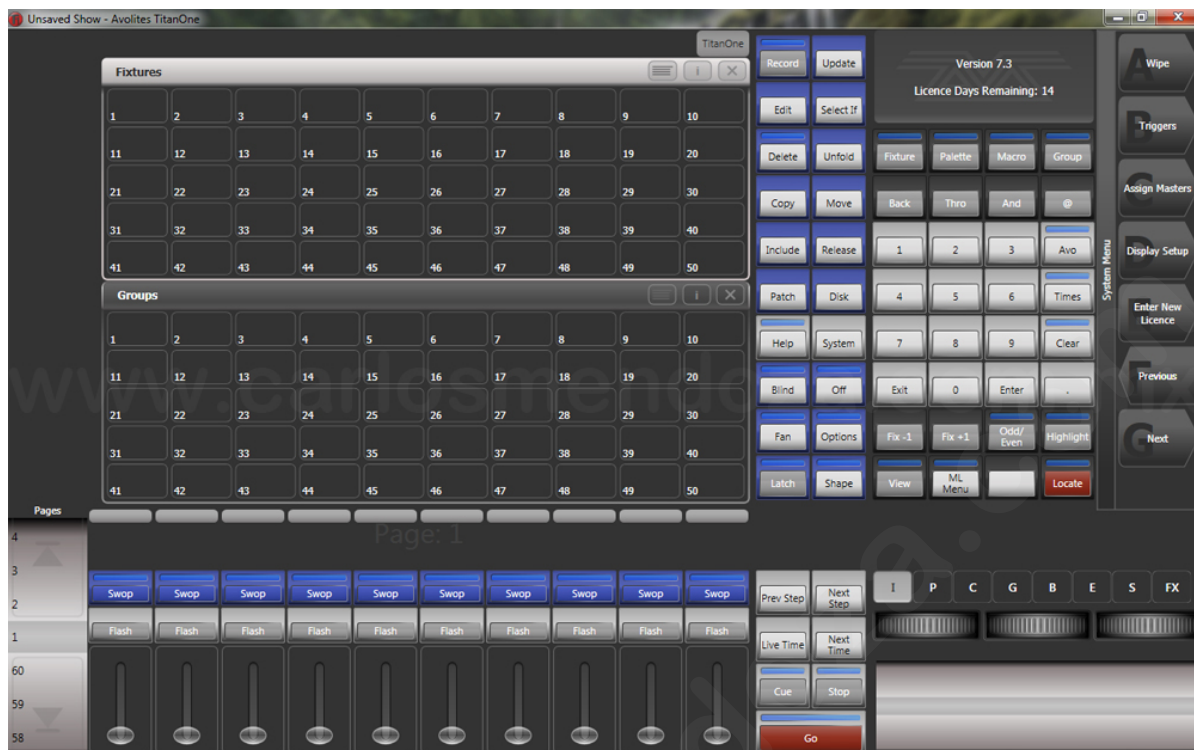 Unsaved Show - Avolites TitanOne
TitanOne
Fixtures
i
1 2 3 4 5 6 7 8 9 10
11 12 13 14 15 16 17 18 19 20
21 22 23 24 25 26 27 28 29 30
31 32 33 34 35 36 37 38 39 40
41 42 43 44 45 46 47 48 49 50
Groups
i
1 2 3 4 5 6 7 8 9 10
11 12 13 14 15 16 17 18 19 20
21 22 23 24 25 26 27 28 29 30
31 32 33 34 35 36 37 38 39 40
41 42 43 44 45 46 47 48 49 50
Record Update
Edit Select If
Delete Unfold
Copy Move
Include Release
Patch Disk
Help System
Blind Off
Fan Options
Latch Shape
Version 7.3
Licence Days Remaining: 14
Fixture Palette Macro Group
Back Thro And @
1 2 3 Avo
4 5 6 Times
7 8 9 Clear
Exit 0 Enter .
Fix -1 Fix +1 Odd/
Even Highlight
View ML
Menu Locate
System Menu
A Wipe
B Triggers
C Assign Masters
D Display Setup
E Enter New
Licence
F Previous
G Next
Pages
4
3
2
1
60
59
58
Page: 1
Swop Swop Swop Swop Swop Swop Swop Swop Swop Swop
Flash Flash Flash Flash Flash Flash Flash Flash Flash Flash
Prev Step Next
Step
Live Time Next
Time
Cue Stop
Go
I P C G B E S FX